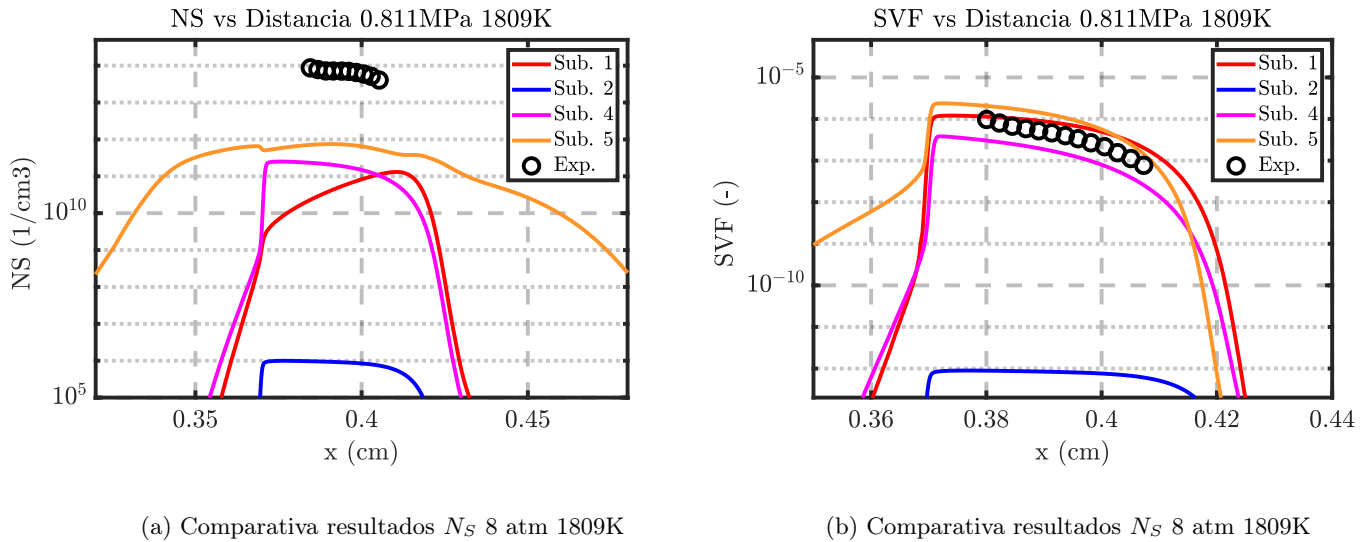 NS vs Distancia 0.811MPa 1809K
NS (1/cm3)
10^10
10^5
0.35
0.4
0.45
x (cm)
Sub. 1
Sub. 2
Sub. 4
Sub. 5
Exp.
(a) Comparativa resultados N_S 8 atm 1809K
SVF vs Distancia 0.811MPa 1809K
SVF (-)
10^-5
10^-10
0.36
0.38
0.4
0.42
0.44
x (cm)
Sub. 1
Sub. 2
Sub. 4
Sub. 5
Exp.
(b) Comparativa resultados N_S 8 atm 1809K